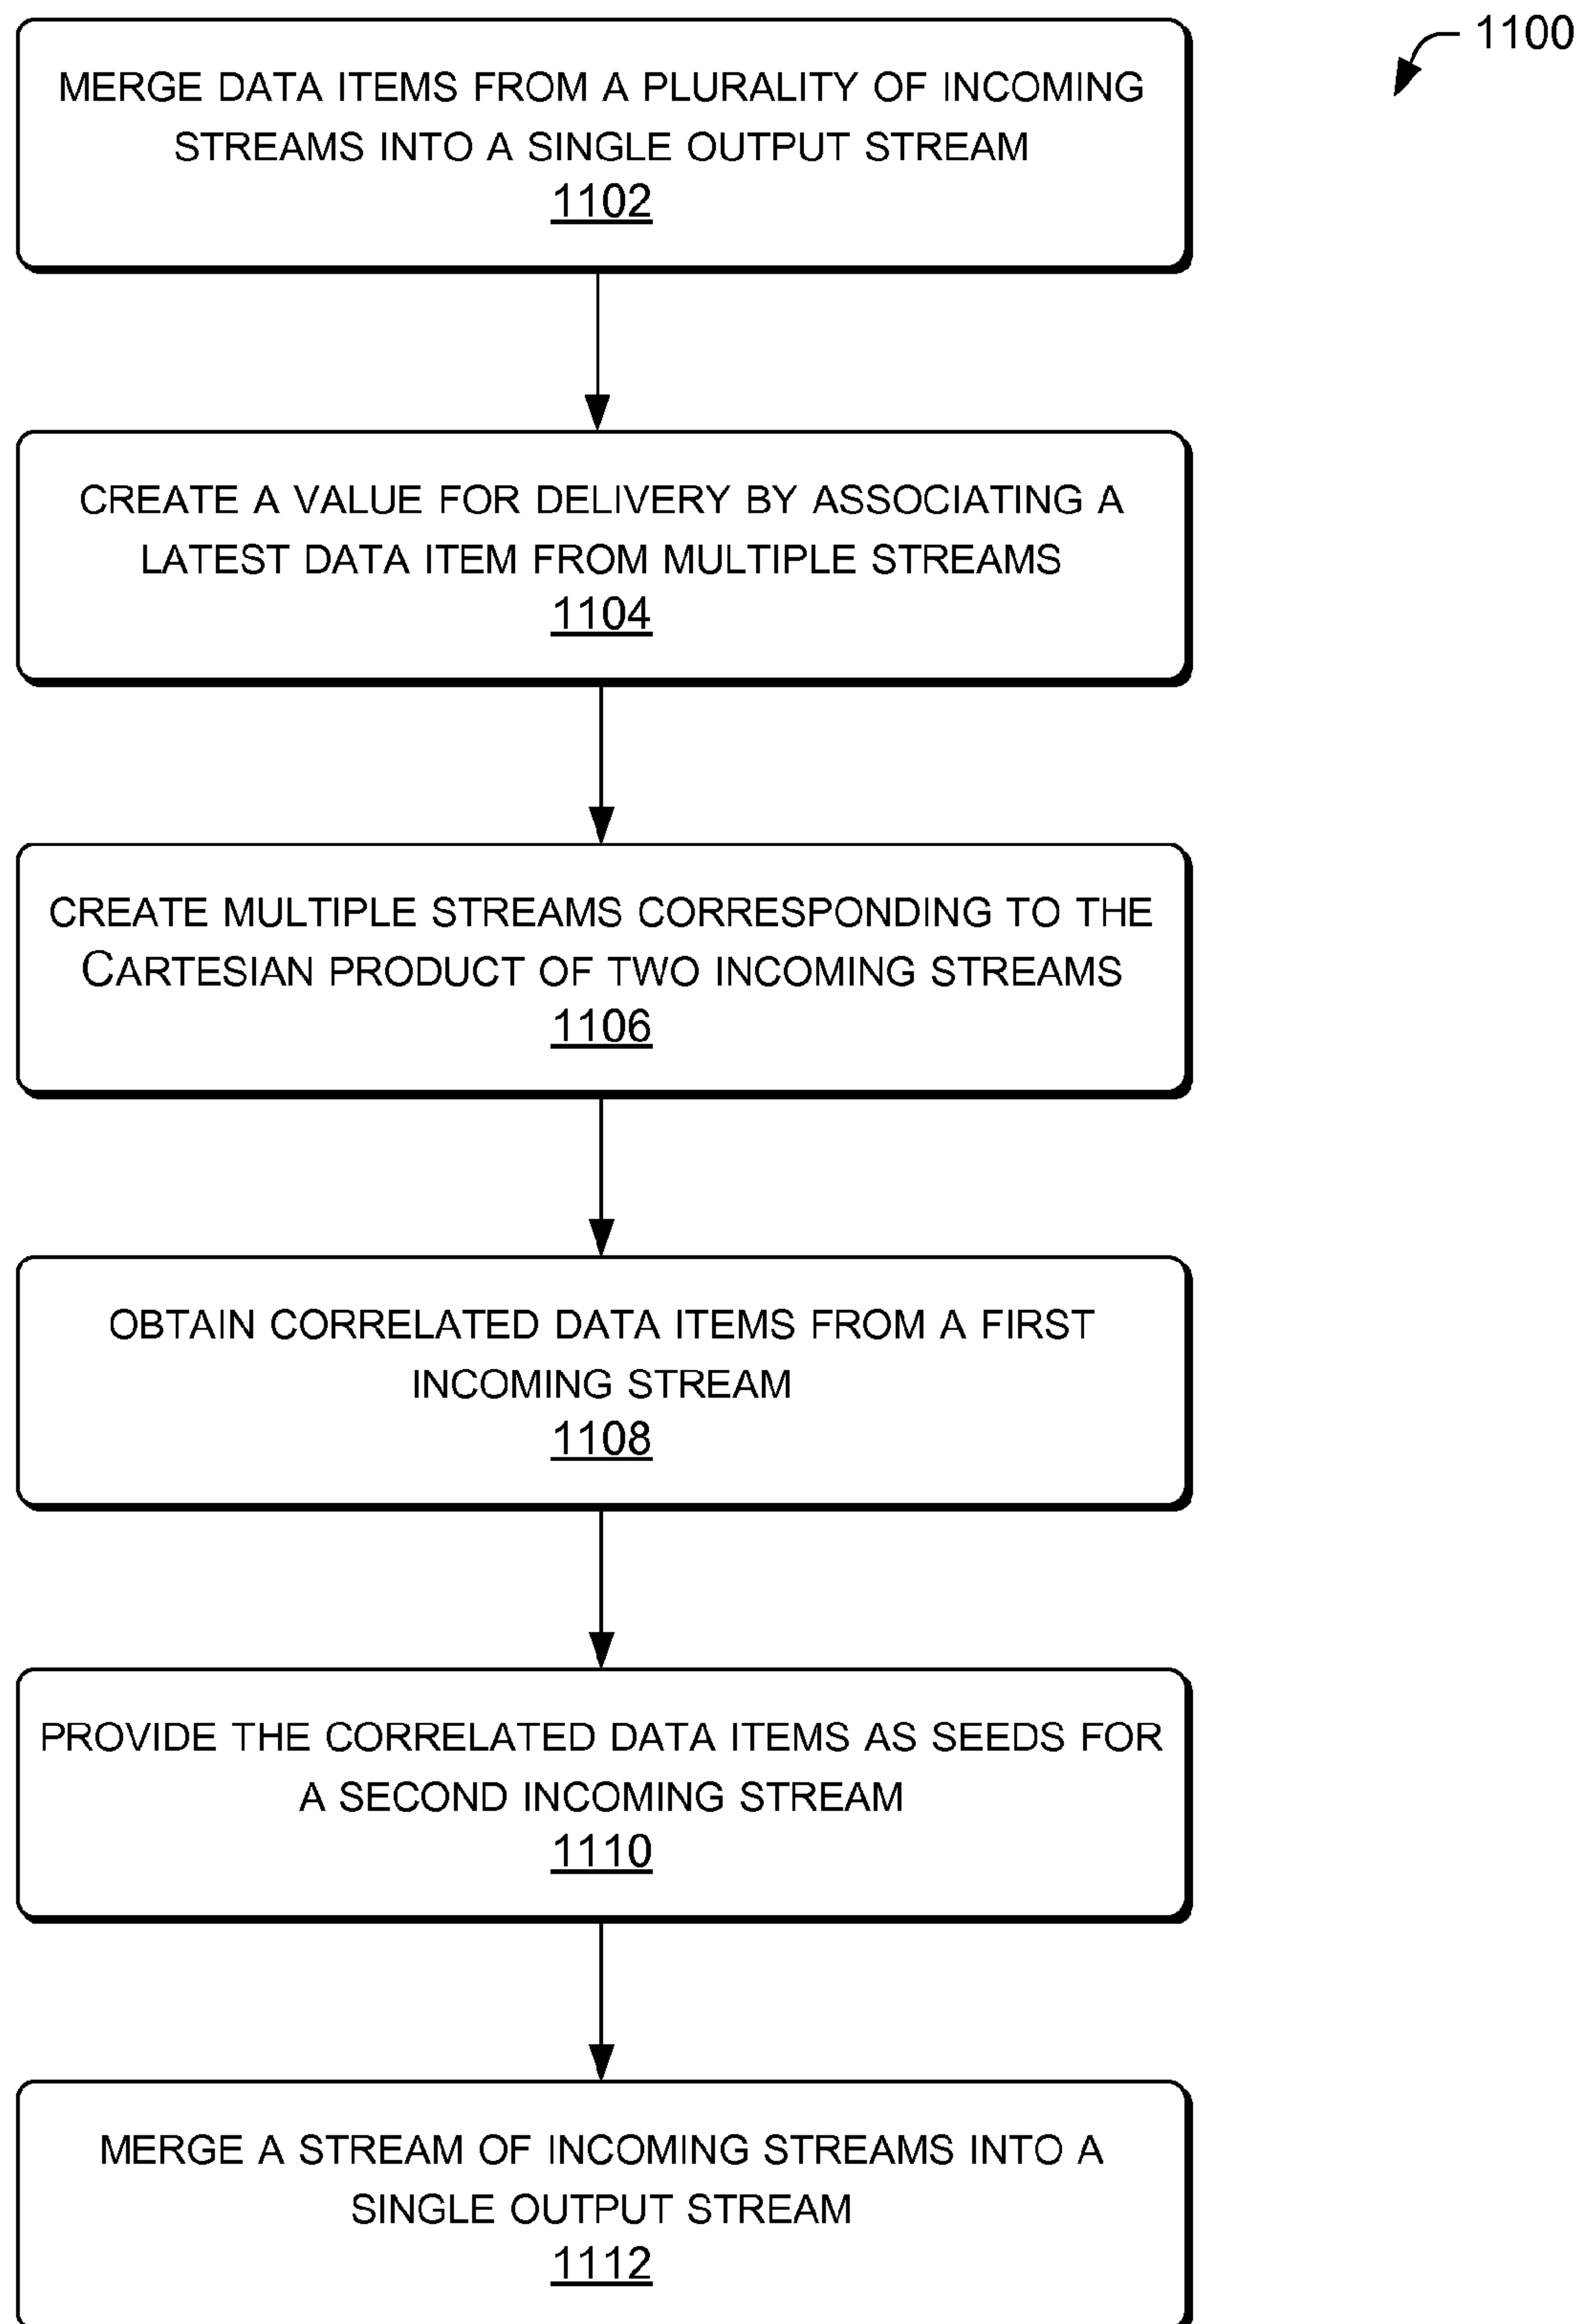 1100
MERGE DATA ITEMS FROM A PLURALITY OF INCOMING
STREAMS INTO A SINGLE OUTPUT STREAM
1102
CREATE A VALUE FOR DELIVERY BY ASSOCIATING A
LATEST DATA ITEM FROM MULTIPLE STREAMS
1104
CREATE MULTIPLE STREAMS CORRESPONDING TO THE
CARTESIAN PRODUCT OF TWO INCOMING STREAMS
1106
OBTAIN CORRELATED DATA ITEMS FROM A FIRST
INCOMING STREAM
1108
PROVIDE THE CORRELATED DATA ITEMS AS SEEDS FOR
A SECOND INCOMING STREAM
1110
MERGE A STREAM OF INCOMING STREAMS INTO A
SINGLE OUTPUT STREAM
1112